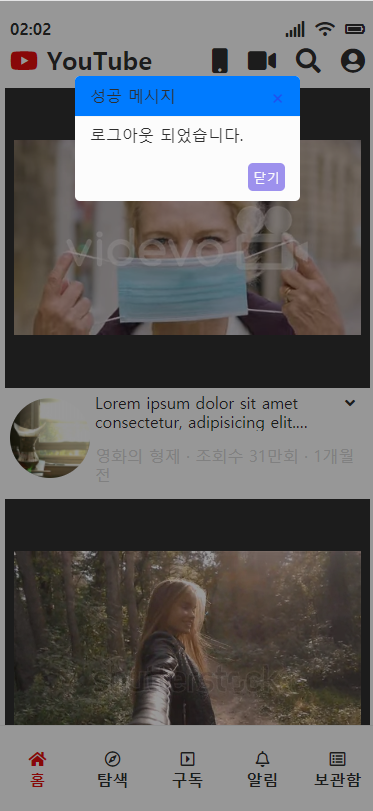 02:02
YouTube
성공 메시지
×
로그아웃 되었습니다.
닫기
videvo
Lorem ipsum dolor sit amet
consectetur, adipisicing elit....
영화의 형제 · 조회수 31만회 · 1개월
전
shutterstock
홈 탐색 구독 알림 보관함